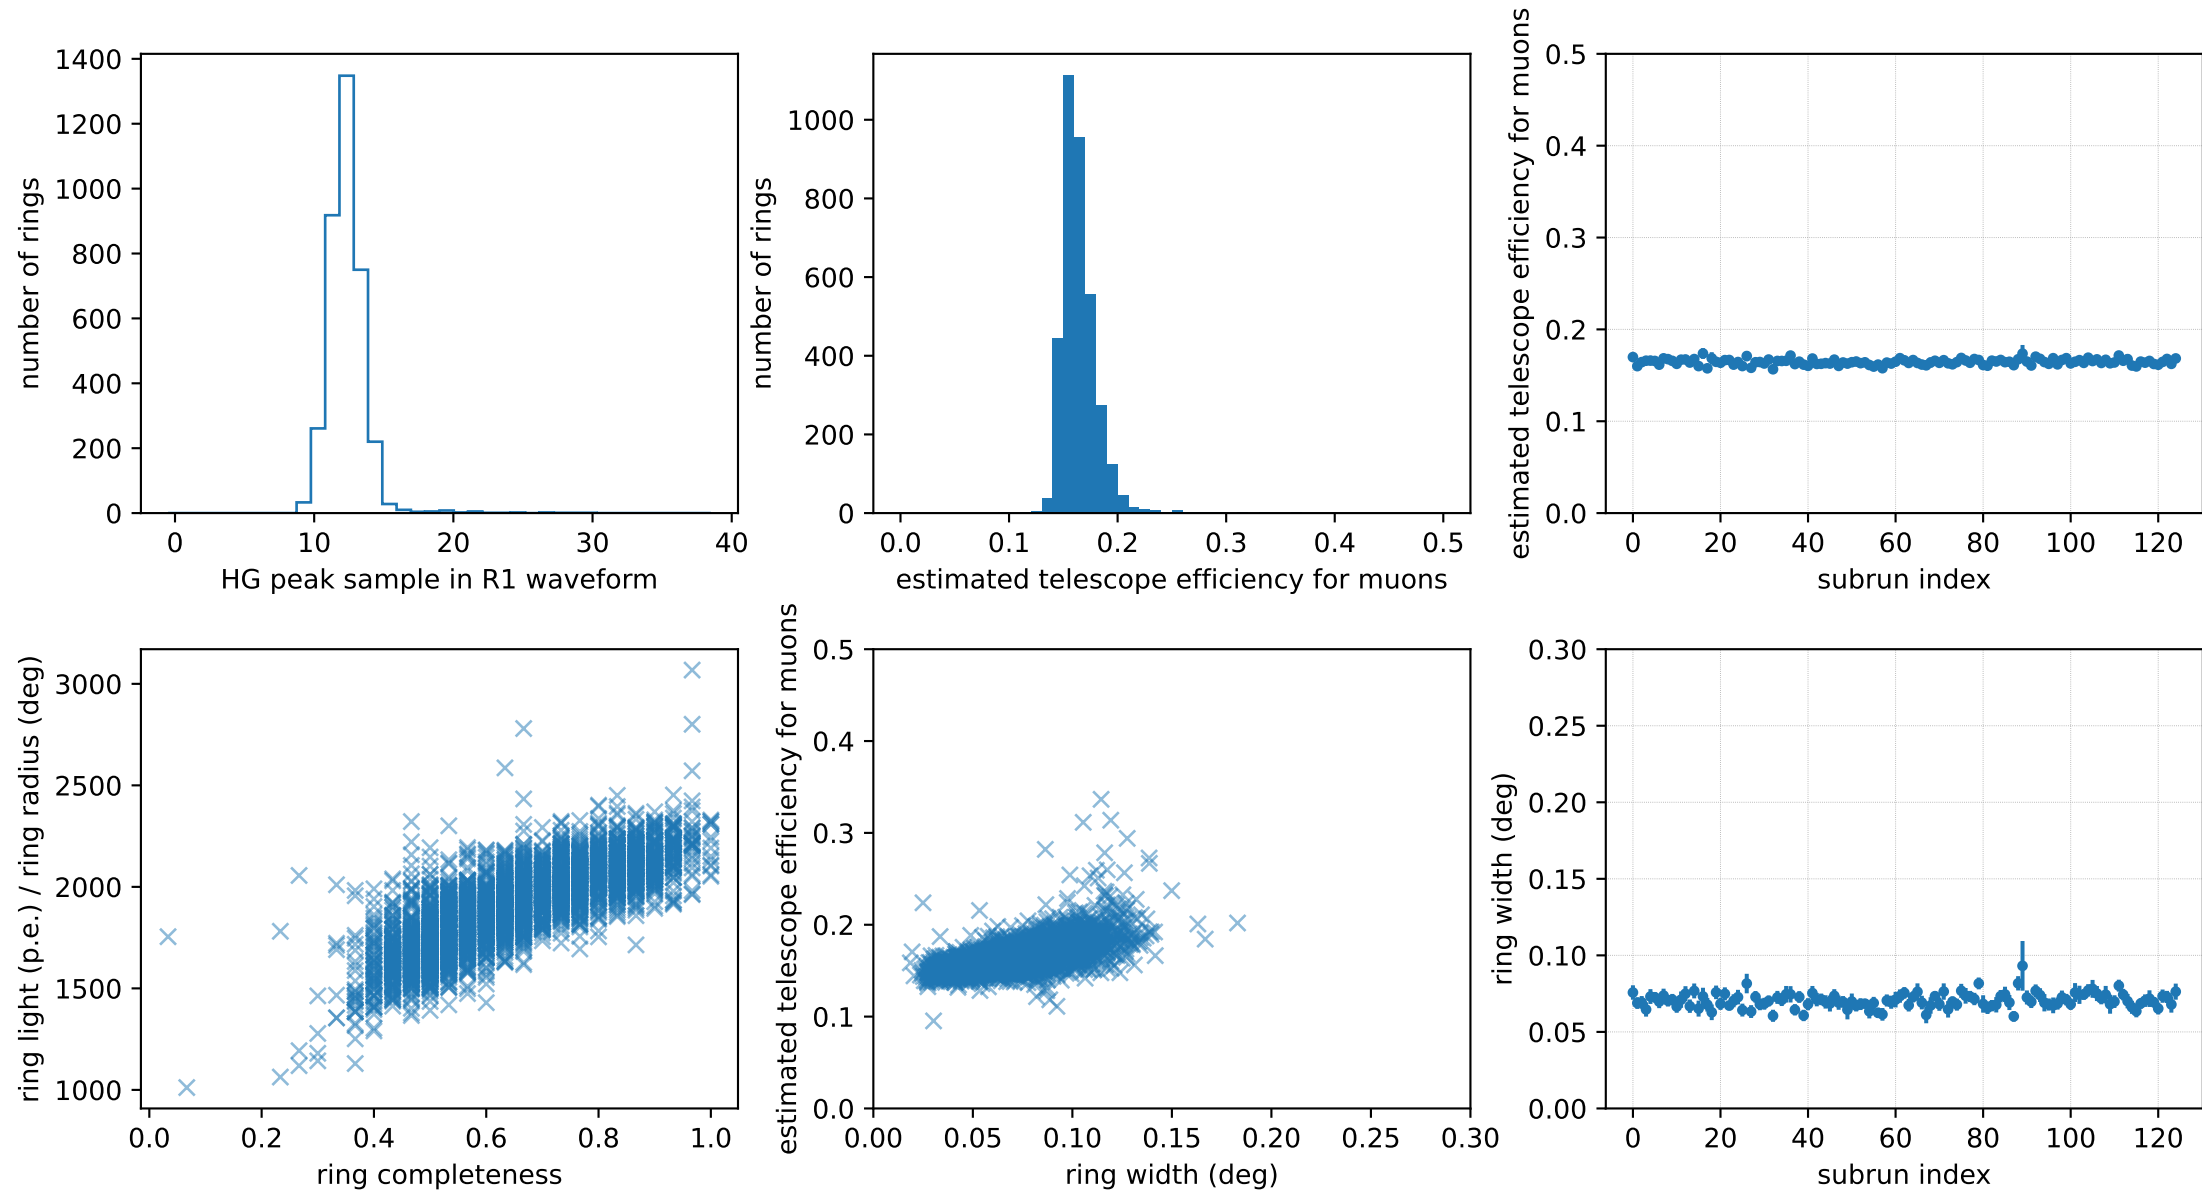 1400
1200
1000
800
600
400
200
0
number of rings
0 10 20 30 40
HG peak sample in R1 waveform
1000
800
600
400
200
0
number of rings
0.0 0.1 0.2 0.3 0.4 0.5
estimated telescope efficiency for muons
0.5
0.4
0.3
0.2
0.1
0.0
estimated telescope efficiency for muons
0 20 40 60 80 100 120
subrun index
3000
2500
2000
1500
1000
ring light (p.e.) / ring radius (deg)
0.0 0.2 0.4 0.6 0.8 1.0
ring completeness
0.5
0.4
0.3
0.2
0.1
0.0
estimated telescope efficiency for muons
0.00 0.05 0.10 0.15 0.20 0.25 0.30
ring width (deg)
0.30
0.25
0.20
0.15
0.10
0.05
0.00
ring width (deg)
0 20 40 60 80 100 120
subrun index